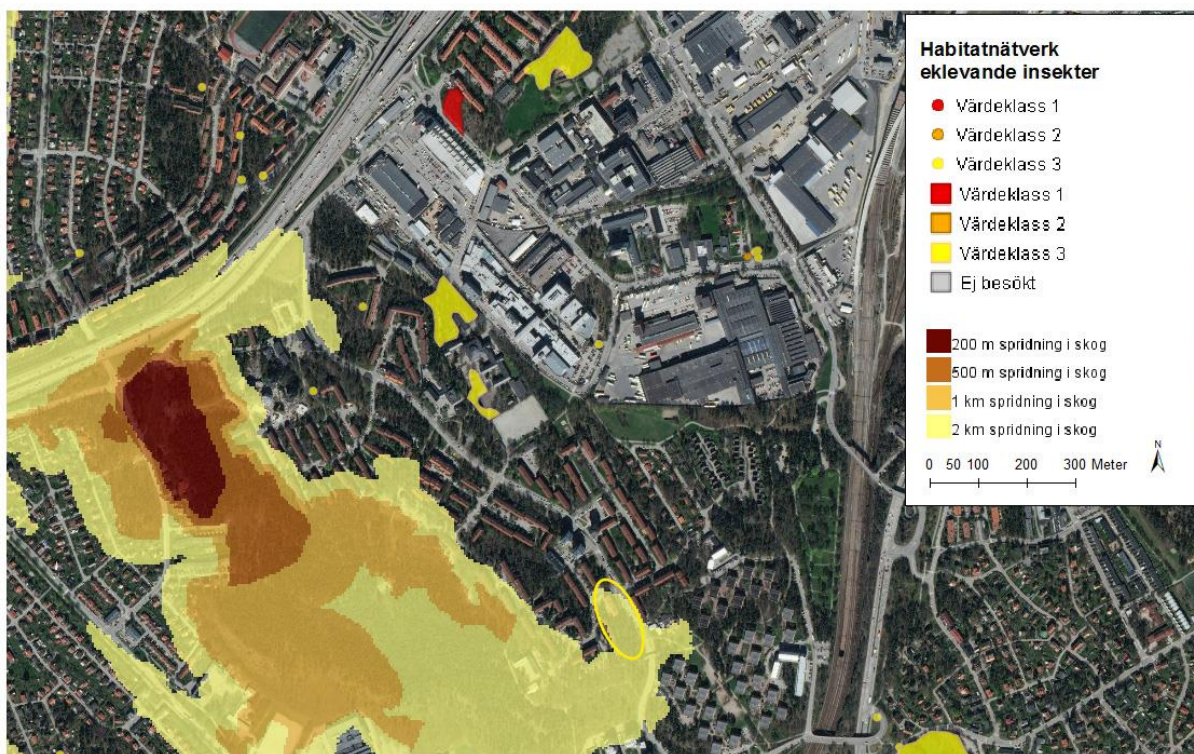 Habitatnätverk
eklevande insekter
Värdeklass 1
Värdeklass 2
Värdeklass 3
Värdeklass 1
Värdeklass 2
Värdeklass 3
Ej besökt
200 m spridning i skog
500 m spridning i skog
1 km spridning i skog
2 km spridning i skog
N
0 50 100 200 300 Meter